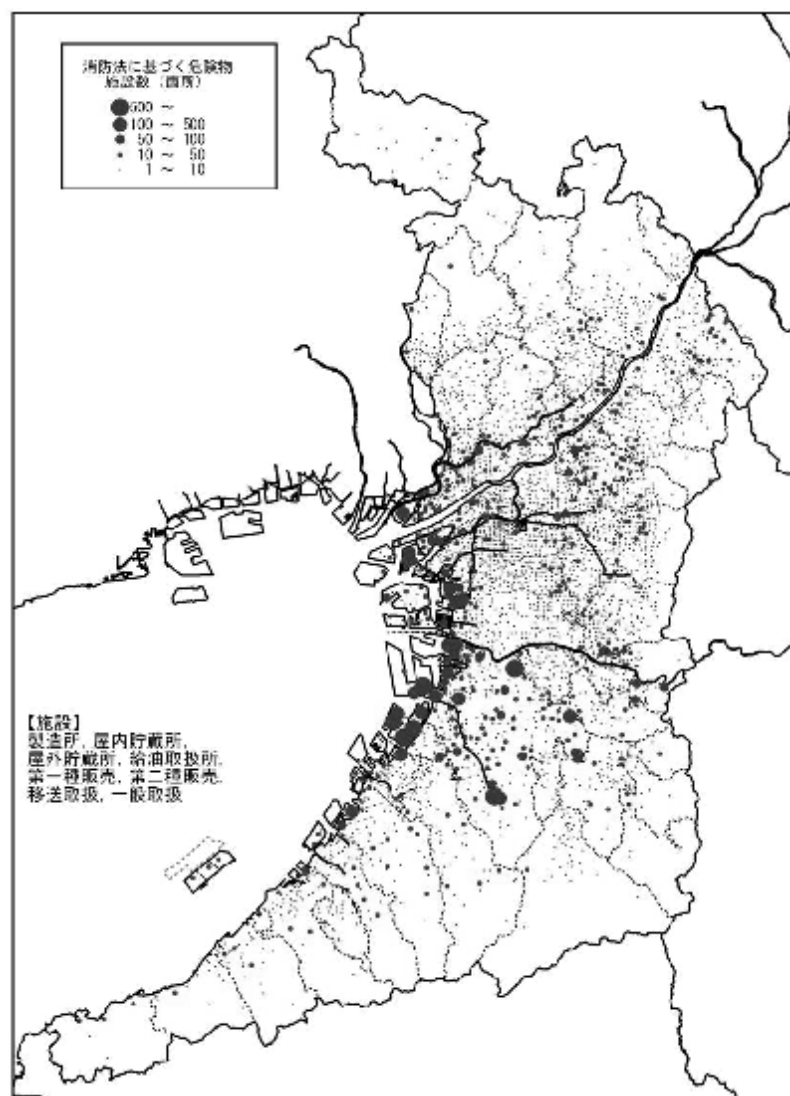 消防法に基づく危険物
施設数(箇所)
500 ~
100 ~ 500
50 ~ 100
10 ~ 50
1 ~ 10
【施設】
製造所, 屋内貯蔵所,
屋外貯蔵所, 給油取扱所,
第一種販売, 第二種販売,
移送取扱, 一般取扱